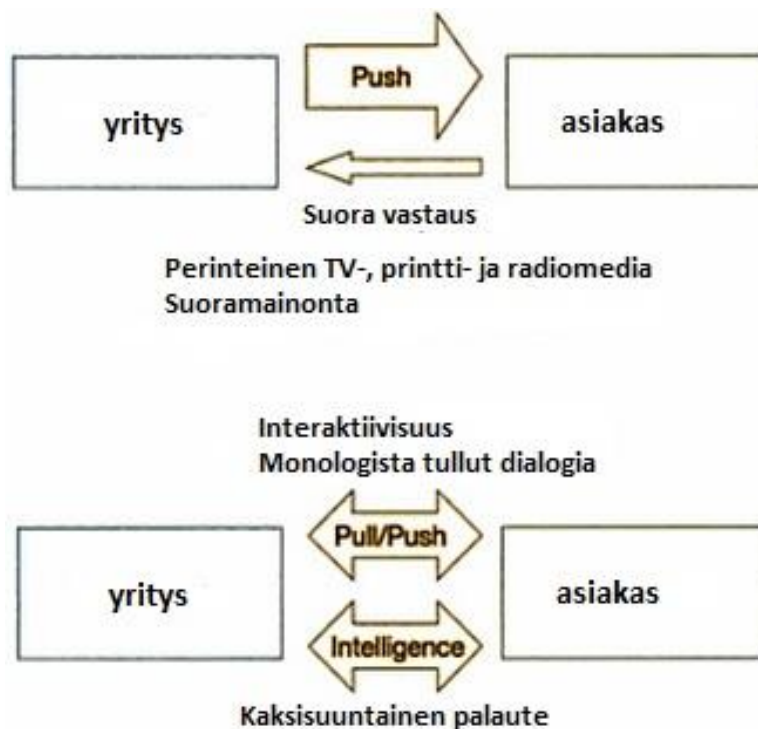 Push
yritys
asiakas
Suora vastaus
Perinteinen TV-, printti- ja radiomedia
Suoramainonta
Interaktiivisuus
Monologista tullut dialogia
Pull/Push
yritys
asiakas
Intelligence
Kaksisuuntainen palaute